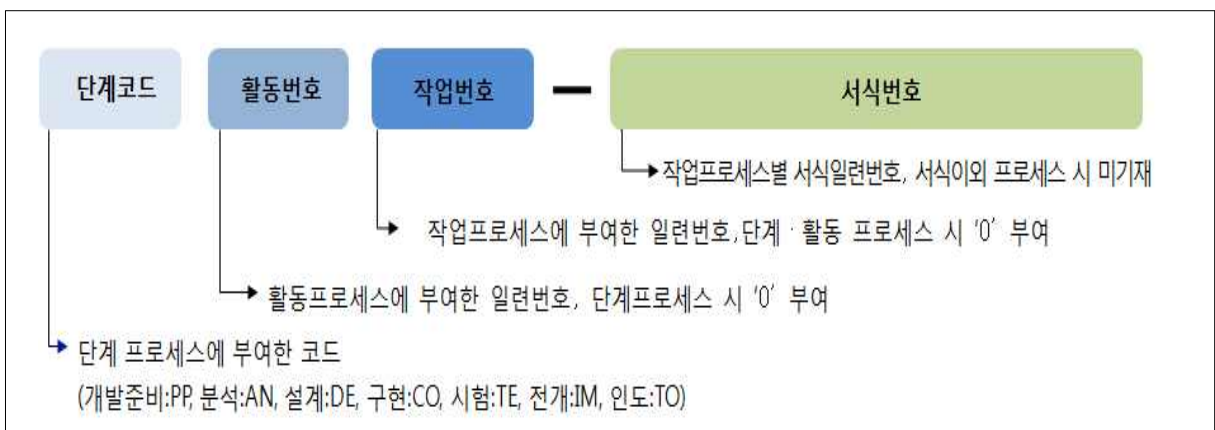 단계코드 활동번호 작업번호 — 서식번호
작업프로세스별 서식일련번호, 서식이외 프로세스 시 미기재
작업프로세스에 부여한 일련번호,단계 · 활동 프로세스 시 '0' 부여
활동프로세스에 부여한 일련번호, 단계프로세스 시 '0' 부여
단계 프로세스에 부여한 코드
(개발준비:PP, 분석:AN, 설계:DE, 구현:CO, 시험:TE, 전개:IM, 인도:TO)